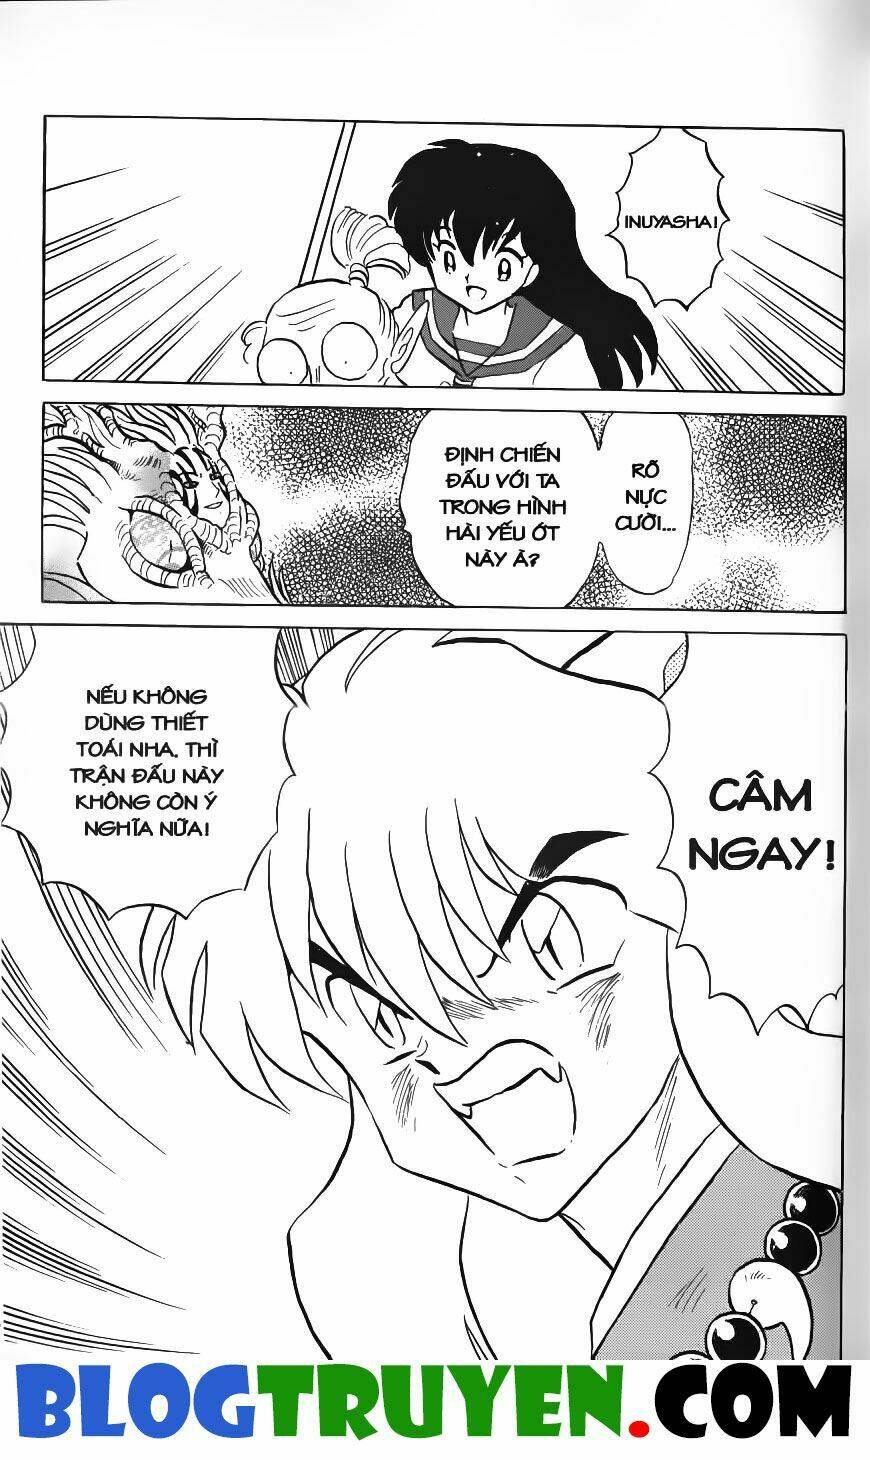 INUYASHA!
RÕ
NỰC
CƯỜI...
ĐỊNH CHIẾN
ĐẤU VỚI TA
TRONG HÌNH
HÀI YẾU ỚT
NÀY À?
CÂM
NGAY!
NẾU KHÔNG
DÙNG THIẾT
TOÁI NHA, THÌ
TRẬN ĐẤU NÀY
KHÔNG CÒN Ý
NGHĨA NỮA!
BLOGTRUYEN.COM